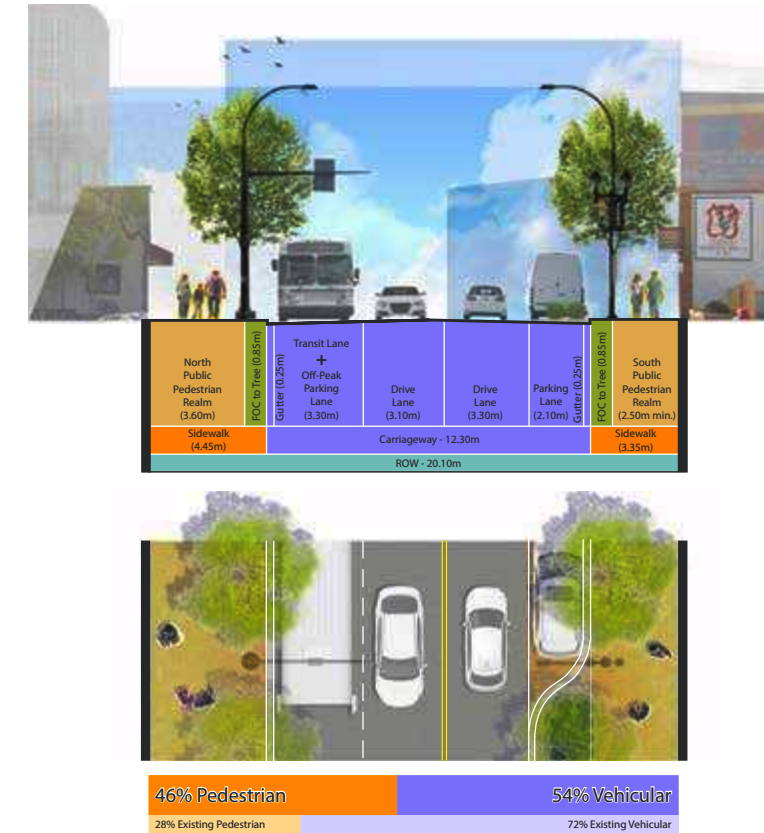 North
Public
Pedestrian
Realm
(3.60m)
FOC to Tree (0.85m)
Gutter (0.25m)
Transit Lane
+
Off-Peak
Parking
Lane
(3.30m)
Drive
Lane
(3.10m)
Drive
Lane
(3.30m)
Parking
Lane
(2.10m)
Gutter (0.25m)
FOC to Tree (0.85m)
South
Public
Pedestrian
Realm
(2.50m min.)
Sidewalk
(4.45m)
Carriageway - 12.30m
Sidewalk
(3.35m)
ROW - 20.10m
46% Pedestrian
54% Vehicular
28% Existing Pedestrian
72% Existing Vehicular